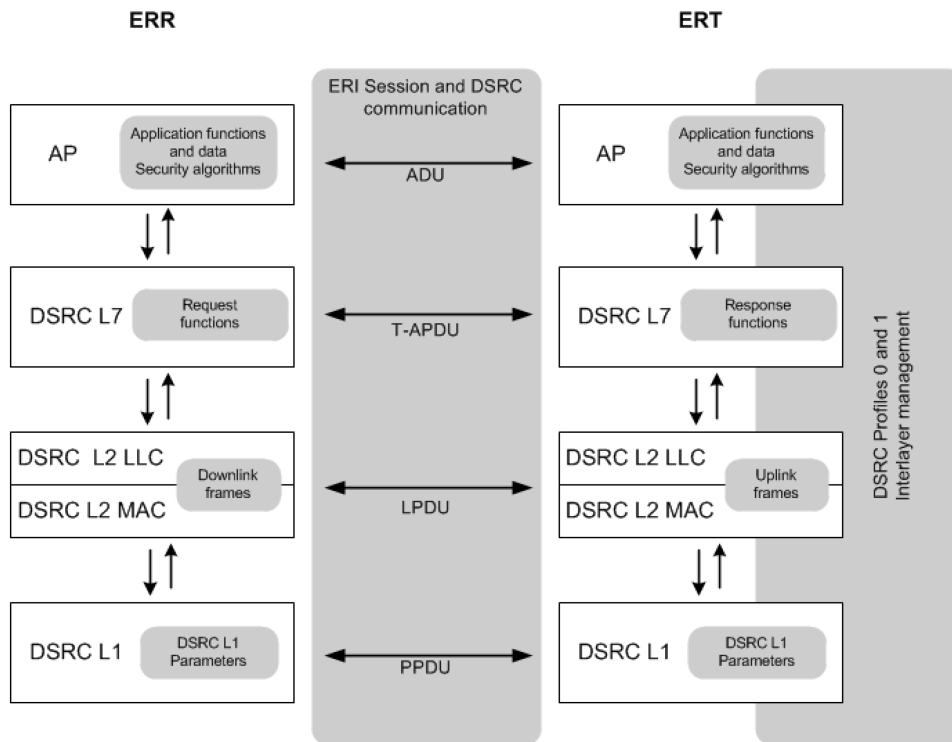 ERR
ERT
ERI Session and DSRC
communication
AP
Application functions
and data
Security algorithms
ADU
AP
Application functions
and data
Security algorithms
DSRC L7
Request
functions
T-APDU
DSRC L7
Response
functions
DSRC L2 LLC
DSRC L2 MAC
Downlink
frames
LPDU
DSRC L2 LLC
DSRC L2 MAC
Uplink
frames
DSRC L1
DSRC L1
Parameters
PPDU
DSRC L1
DSRC L1
Parameters
DSRC Profiles 0 and 1
Interlayer management